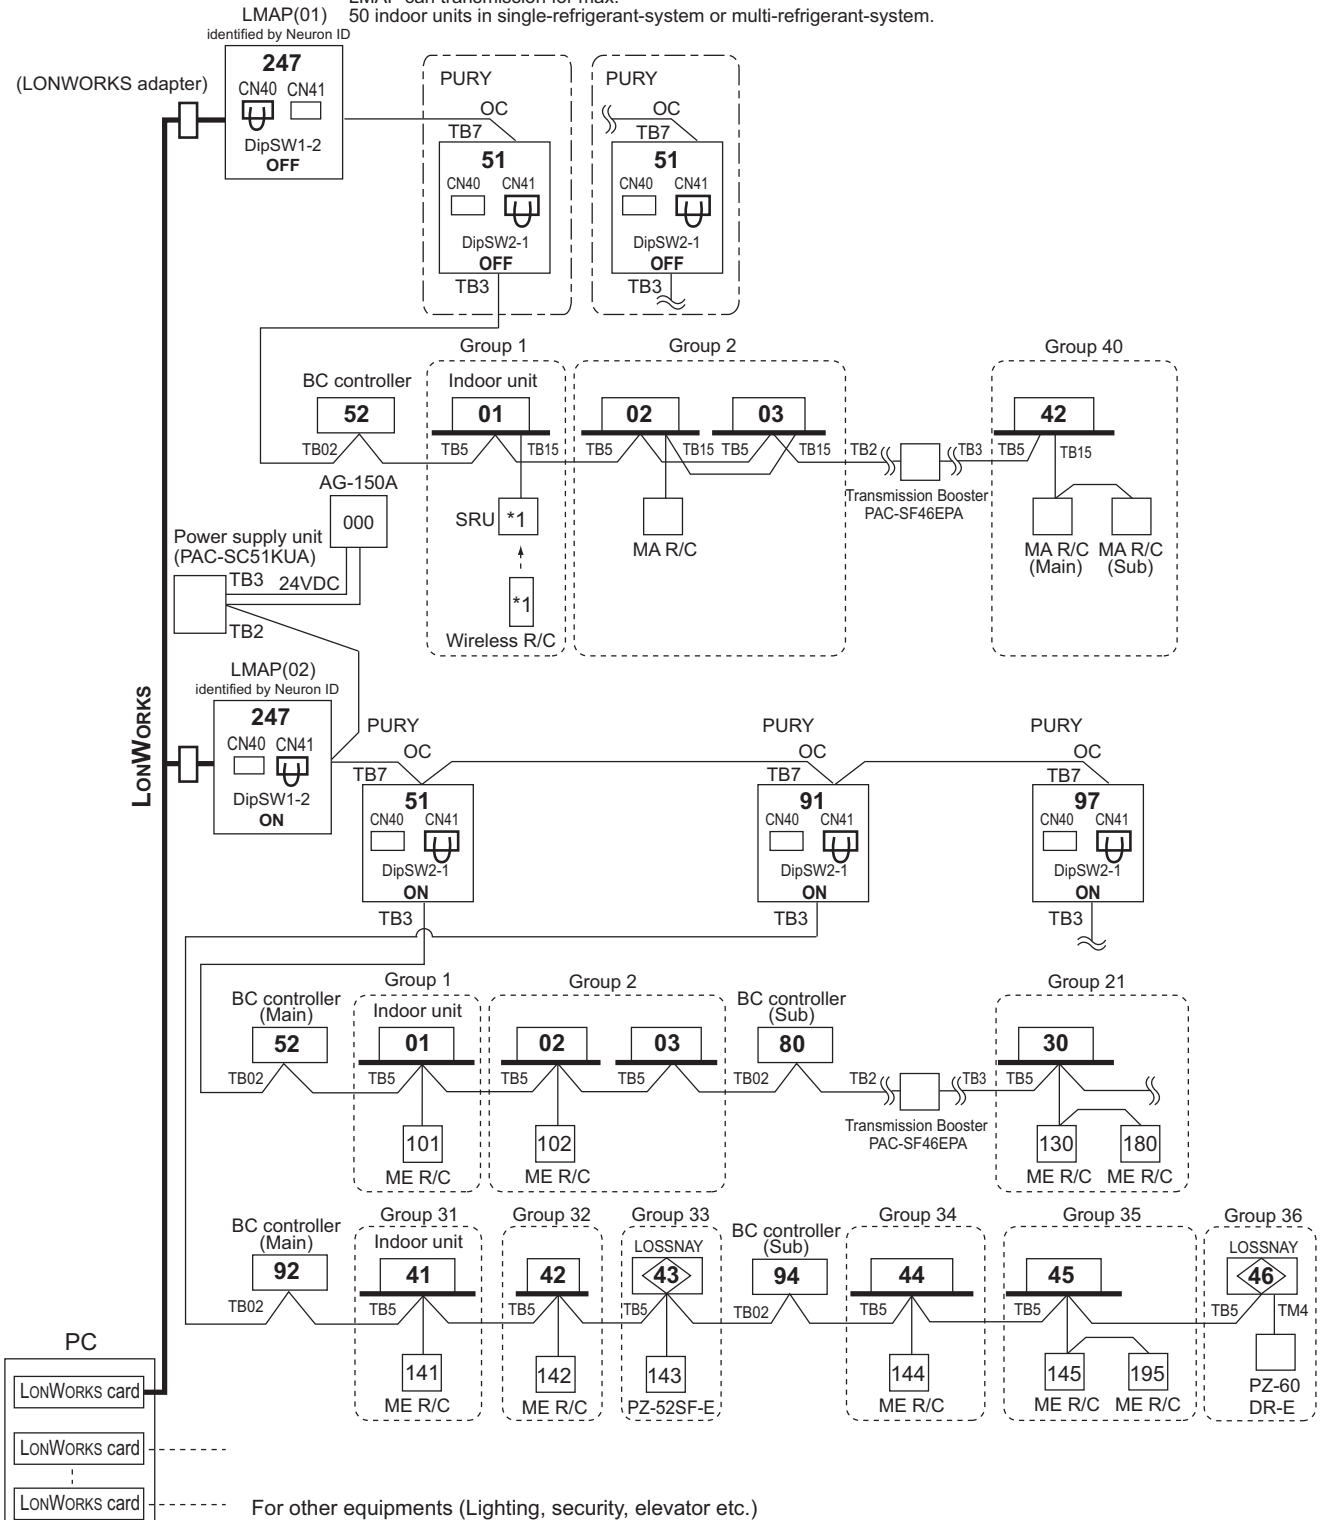 LMAP can transmission for max.
LMAP(01) 50 indoor units in single-refrigerant-system or multi-refrigerant-system.
identified by Neuron ID
(LONWORKS adapter)
247
CN40 CN41
DipSW1-2
OFF
PURY
OC
TB7
51
CN40 CN41
DipSW2-1
OFF
TB3
PURY
OC
TB7
51
CN40 CN41
DipSW2-1
OFF
TB3
Group 1
Group 2
Group 40
BC controller
Indoor unit
52
01
02
03
42
TB02
TB5
TB15
TB5
TB15
TB5
TB15
TB2
TB3
TB5
TB15
Transmission Booster
PAC-SF46EPA
AG-150A
000
SRU
*1
MA R/C
MA R/C
(Main)
MA R/C
(Sub)
*1
Wireless R/C
Power supply unit
(PAC-SC51KUA)
TB3
24VDC
TB2
LMAP(02)
identified by Neuron ID
247
CN40 CN41
DipSW1-2
ON
LONWORKS
PURY
OC
TB7
51
CN40 CN41
DipSW2-1
ON
TB3
PURY
OC
TB7
91
CN40 CN41
DipSW2-1
ON
TB3
PURY
OC
TB7
97
CN40 CN41
DipSW2-1
ON
TB3
Group 1
Group 2
Group 21
BC controller
(Main)
Indoor unit
BC controller
(Sub)
52
01
02
03
80
30
TB02
TB5
TB5
TB5
TB02
TB2
TB3
TB5
Transmission Booster
PAC-SF46EPA
101
ME R/C
102
ME R/C
130
ME R/C
180
ME R/C
Group 31
Group 32
Group 33
Group 34
Group 35
Group 36
BC controller
(Main)
Indoor unit
LOSSNAY
BC controller
(Sub)
LOSSNAY
92
41
42
43
94
44
45
46
TB02
TB5
TB5
TB5
TB02
TB5
TB5
TB5
TM4
141
ME R/C
142
ME R/C
143
PZ-52SF-E
144
ME R/C
145
ME R/C
195
ME R/C
PZ-60
DR-E
PC
LONWORKS card
LONWORKS card
LONWORKS card
For other equipments (Lighting, security, elevator etc.)